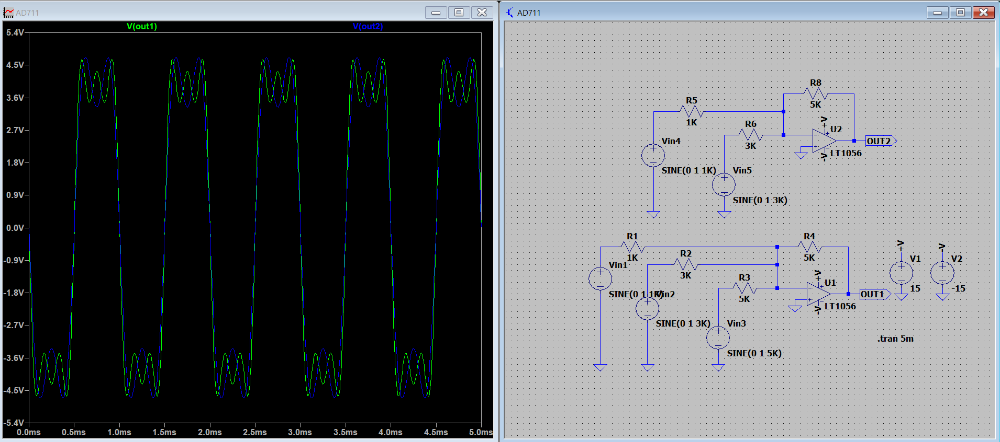 AD711
V(out1) V(out2)
5.4V
4.5V
3.6V
2.7V
1.8V
0.9V
0.0V
-0.9V
-1.8V
-2.7V
-3.6V
-4.5V
-5.4V
0.0ms 0.5ms 1.0ms 1.5ms 2.0ms 2.5ms 3.0ms 3.5ms 4.0ms 4.5ms 5.0ms
AD711
R8
5K
R5
1K
R6
3K
+V
U2
OUT2
-V
LT1056
Vin4
SINE(0 1 1K)
Vin5
SINE(0 1 3K)
R1
1K
R2
3K
R3
5K
R4
5K
Vin1
SINE(0 1 1K)
Vin2
SINE(0 1 3K)
Vin3
SINE(0 1 5K)
+V
U1
OUT1
-V
LT1056
+V
V1
15
-V
V2
-15
.tran 5m